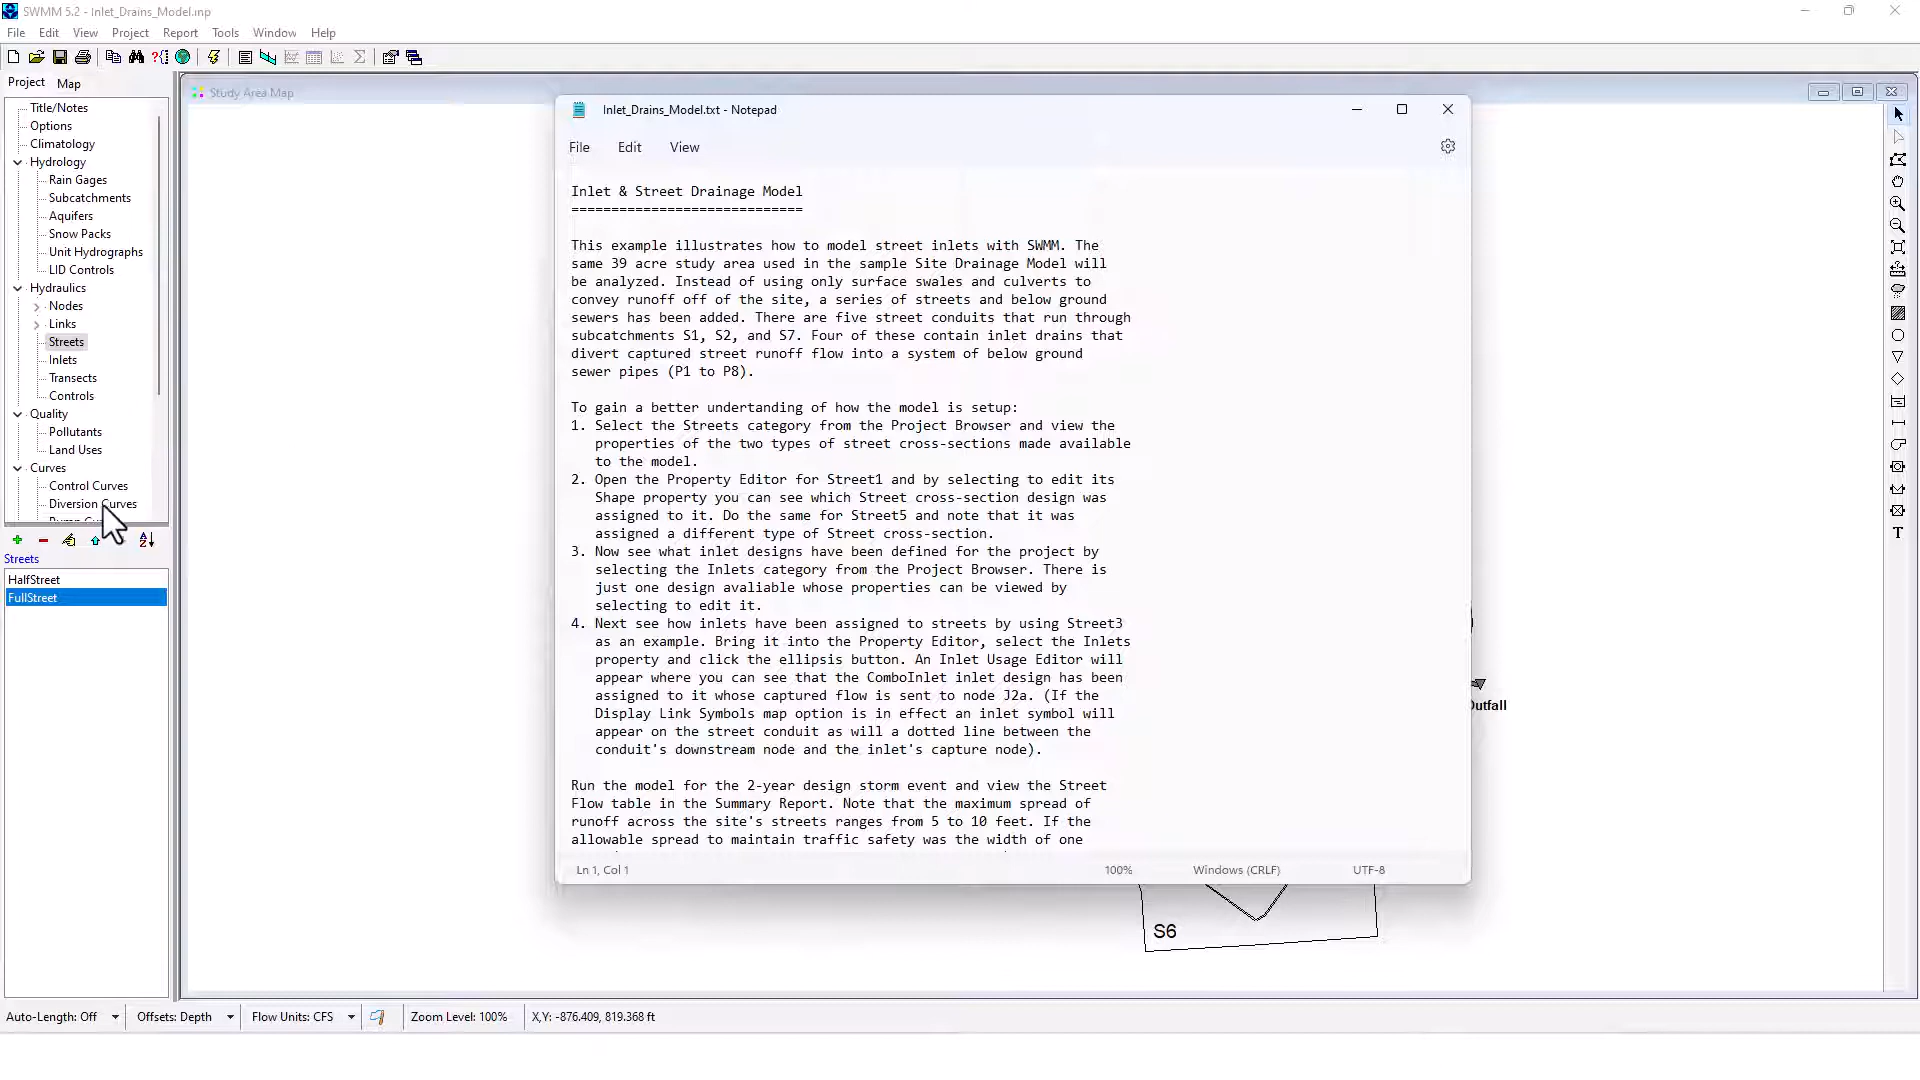 SWMM 5.2 - Inlet_Drains_Model.inp
File Edit View Project Report Tools Window Help
Project Map
Title/Notes
Options
Climatology
Hydrology
Rain Gages
Subcatchments
Aquifers
Snow Packs
Unit Hydrographs
LID Controls
Hydraulics
Nodes
Links
Streets
Inlets
Transects
Controls
Quality
Pollutants
Land Uses
Curves
Control Curves
Diversion Curves
Streets
HalfStreet
FullStreet
Study Area Map
Inlet_Drains_Model.txt - Notepad
File Edit View
Inlet & Street Drainage Model
=============================
This example illustrates how to model street inlets with SWMM. The
same 39 acre study area used in the sample Site Drainage Model will
be analyzed. Instead of using only surface swales and culverts to
convey runoff off of the site, a series of streets and below ground
sewers has been added. There are five street conduits that run through
subcatchments S1, S2, and S7. Four of these contain inlet drains that
divert captured street runoff flow into a system of below ground
sewer pipes (P1 to P8).
To gain a better undertanding of how the model is setup:
1. Select the Streets category from the Project Browser and view the
properties of the two types of street cross-sections made available
to the model.
2. Open the Property Editor for Street1 and by selecting to edit its
Shape property you can see which Street cross-section design was
assigned to it. Do the same for Street5 and note that it was
assigned a different type of Street cross-section.
3. Now see what inlet designs have been defined for the project by
selecting the Inlets category from the Project Browser. There is
just one design avaliable whose properties can be viewed by
selecting to edit it.
4. Next see how inlets have been assigned to streets by using Street3
as an example. Bring it into the Property Editor, select the Inlets
property and click the ellipsis button. An Inlet Usage Editor will
appear where you can see that the ComboInlet inlet design has been
assigned to it whose captured flow is sent to node J2a. (If the
Display Link Symbols map option is in effect an inlet symbol will
appear on the street conduit as will a dotted line between the
conduit's downstream node and the inlet's capture node).
Run the model for the 2-year design storm event and view the Street
Flow table in the Summary Report. Note that the maximum spread of
runoff across the site's streets ranges from 5 to 10 feet. If the
allowable spread to maintain traffic safety was the width of one
Ln 1, Col 1 100% Windows (CRLF) UTF-8
Outfall
S6
T
Auto-Length: Off Offsets: Depth Flow Units: CFS Zoom Level: 100% X,Y: -876.409, 819.368 ft